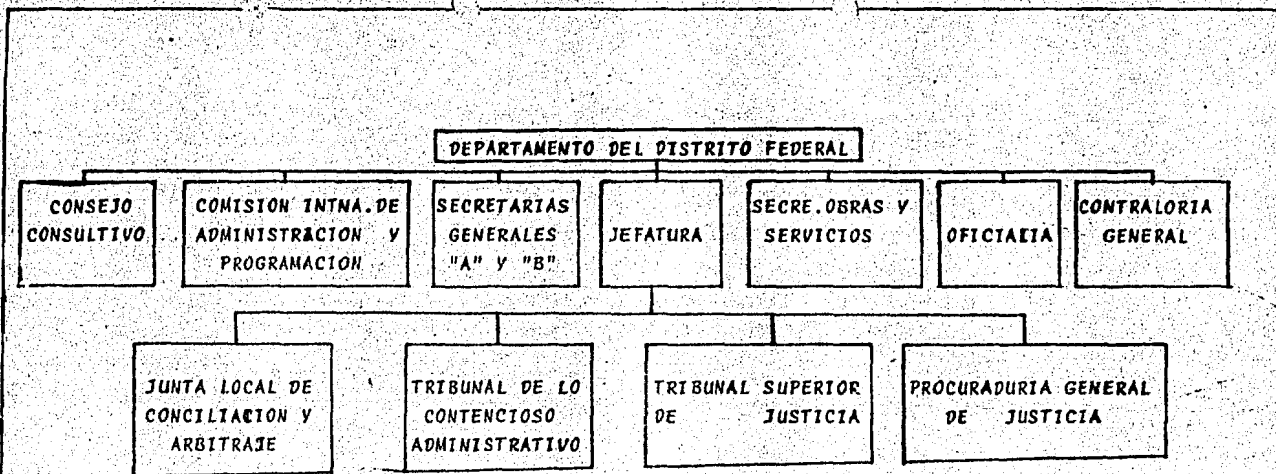 DEPARTAMENTO DEL DISTRITO FEDERAL
CONSEJO
CONSULTIVO
COMISION INTNA. DE
ADMINISTRACION Y
PROGRAMACION
SECRETARIAS
GENERALES
"A" Y "B"
JEFATURA
SECRE. OBRAS Y
SERVICIOS
OFICIALIA
CONTRALORIA
GENERAL
JUNTA LOCAL DE
CONCILIACION Y
ARBITRAJE
TRIBUNAL DE LO
CONTENCIOSO
ADMINISTRATIVO
TRIBUNAL SUPERIOR
DE JUSTICIA
PROCURADURIA GENERAL
DE JUSTICIA